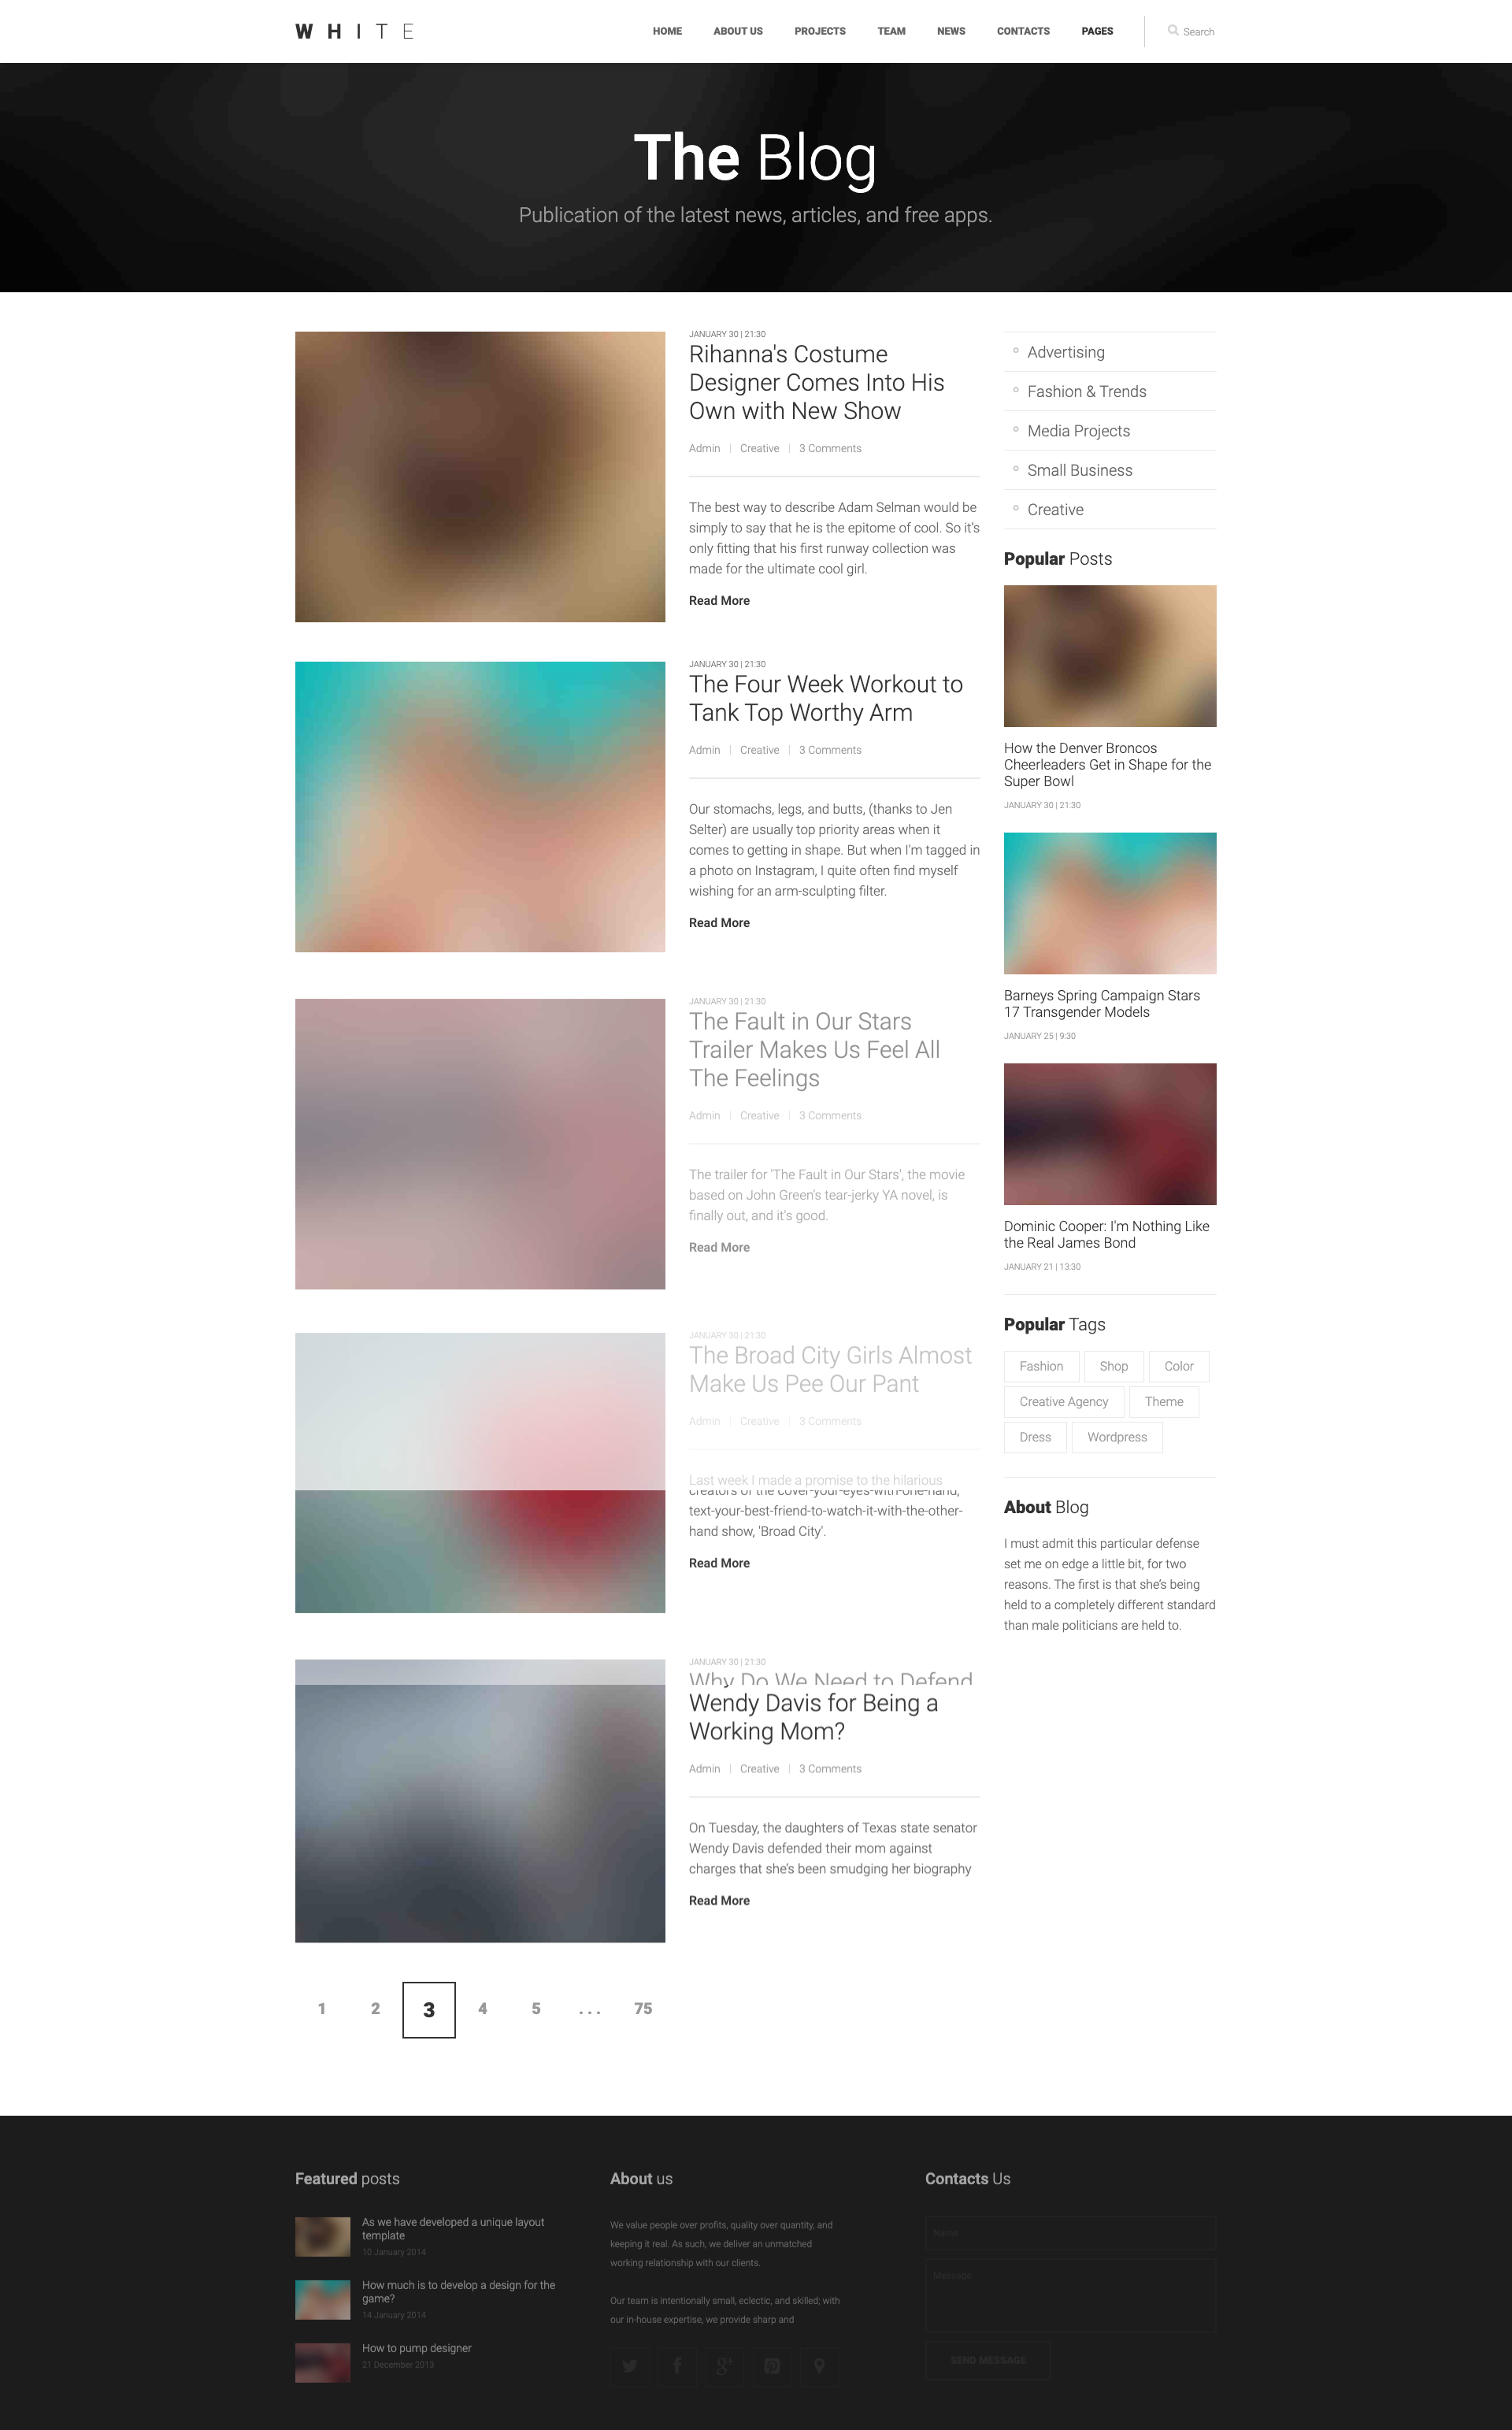 WHITE
HOME ABOUT US PROJECTS TEAM NEWS CONTACTS PAGES Search
The Blog
Publication of the latest news, articles, and free apps.
JANUARY 30 | 21:30
Rihanna's Costume
Designer Comes Into His
Own with New Show
Admin | Creative | 3 Comments
The best way to describe Adam Selman would be
simply to say that he is the epitome of cool. So it's
only fitting that his first runway collection was
made for the ultimate cool girl.
Read More
JANUARY 30 | 21:30
The Four Week Workout to
Tank Top Worthy Arm
Admin | Creative | 3 Comments
Our stomachs, legs, and butts, (thanks to Jen
Selter) are usually top priority areas when it
comes to getting in shape. But when I'm tagged in
a photo on Instagram, I quite often find myself
wishing for an arm-sculpting filter.
Read More
JANUARY 30 | 21:30
The Fault in Our Stars
Trailer Makes Us Feel All
The Feelings
Admin | Creative | 3 Comments
The trailer for 'The Fault in Our Stars', the movie
based on John Green's tear-jerky YA novel, is
finally out, and it's good.
Read More
JANUARY 30 | 21:30
The Broad City Girls Almost
Make Us Pee Our Pant
Admin | Creative | 3 Comments
Last week I made a promise to the hilarious
creators of the cover-your-eyes-with-one-hand,
text-your-best-friend-to-watch-it-with-the-other-
hand show, 'Broad City'.
Read More
JANUARY 30 | 21:30
Why Do We Need to Defend
Wendy Davis for Being a
Working Mom?
Admin | Creative | 3 Comments
On Tuesday, the daughters of Texas state senator
Wendy Davis defended their mom against
charges that she's been smudging her biography
Read More
1 2 3 4 5 ... 75
Advertising
Fashion & Trends
Media Projects
Small Business
Creative
Popular Posts
How the Denver Broncos
Cheerleaders Get in Shape for the
Super Bowl
JANUARY 30 | 21:30
Barneys Spring Campaign Stars
17 Transgender Models
JANUARY 25 | 9:30
Dominic Cooper: I'm Nothing Like
the Real James Bond
JANUARY 21 | 13:30
Popular Tags
Fashion Shop Color
Creative Agency Theme
Dress Wordpress
About Blog
I must admit this particular defense
set me on edge a little bit, for two
reasons. The first is that she's being
held to a completely different standard
than male politicians are held to.
Featured posts
As we have developed a unique layout
template
10 January 2014
How much is to develop a design for the
game?
14 January 2014
How to pump designer
21 December 2013
About us
We value people over profits, quality over quantity, and
keeping it real. As such, we deliver an unmatched
working relationship with our clients.
Our team is intentionally small, eclectic, and skilled; with
our in-house expertise, we provide sharp and
Contacts Us
Name
Message
SEND MESSAGE